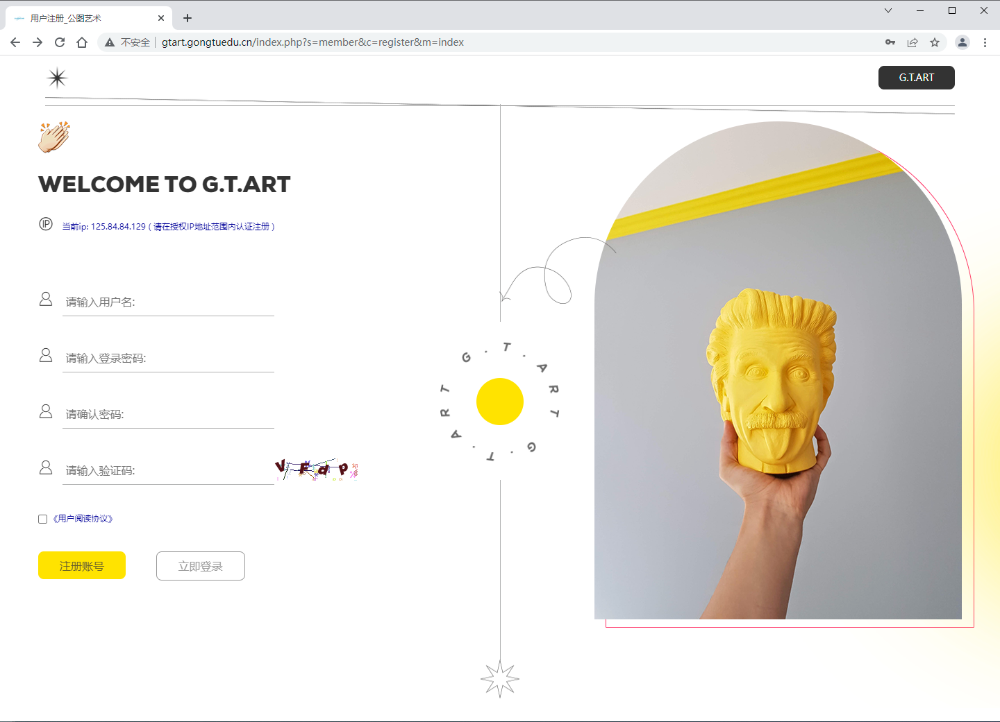 用户注册_公图艺术
不安全 gtart.gongtuedu.cn/index.php?s=member&c=register&m=index
G.T.ART
WELCOME TO G.T.ART
IP 当前ip: 125.84.84.129 ( 请在授权IP地址范围内认证注册 )
请输入用户名:
请输入登录密码:
请确认密码:
请输入验证码: VFdp
《用户阅读协议》
注册账号 立即登录
G.T.ART
G.T.ART